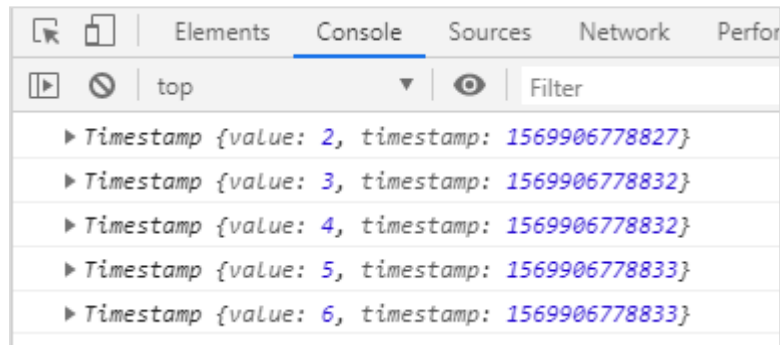 Elements Console Sources Network Perfor
top Filter
Timestamp {value: 2, timestamp: 1569906778827}
Timestamp {value: 3, timestamp: 1569906778832}
Timestamp {value: 4, timestamp: 1569906778832}
Timestamp {value: 5, timestamp: 1569906778833}
Timestamp {value: 6, timestamp: 1569906778833}